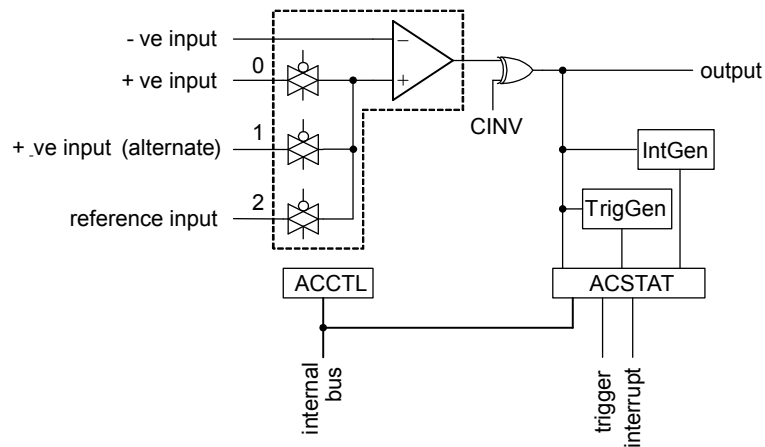 - ve input
−
0
+ ve input
+
output
CINV
1
+ -ve input (alternate)
IntGen
2
reference input
TrigGen
ACCTL
ACSTAT
internal
bus
trigger
interrupt